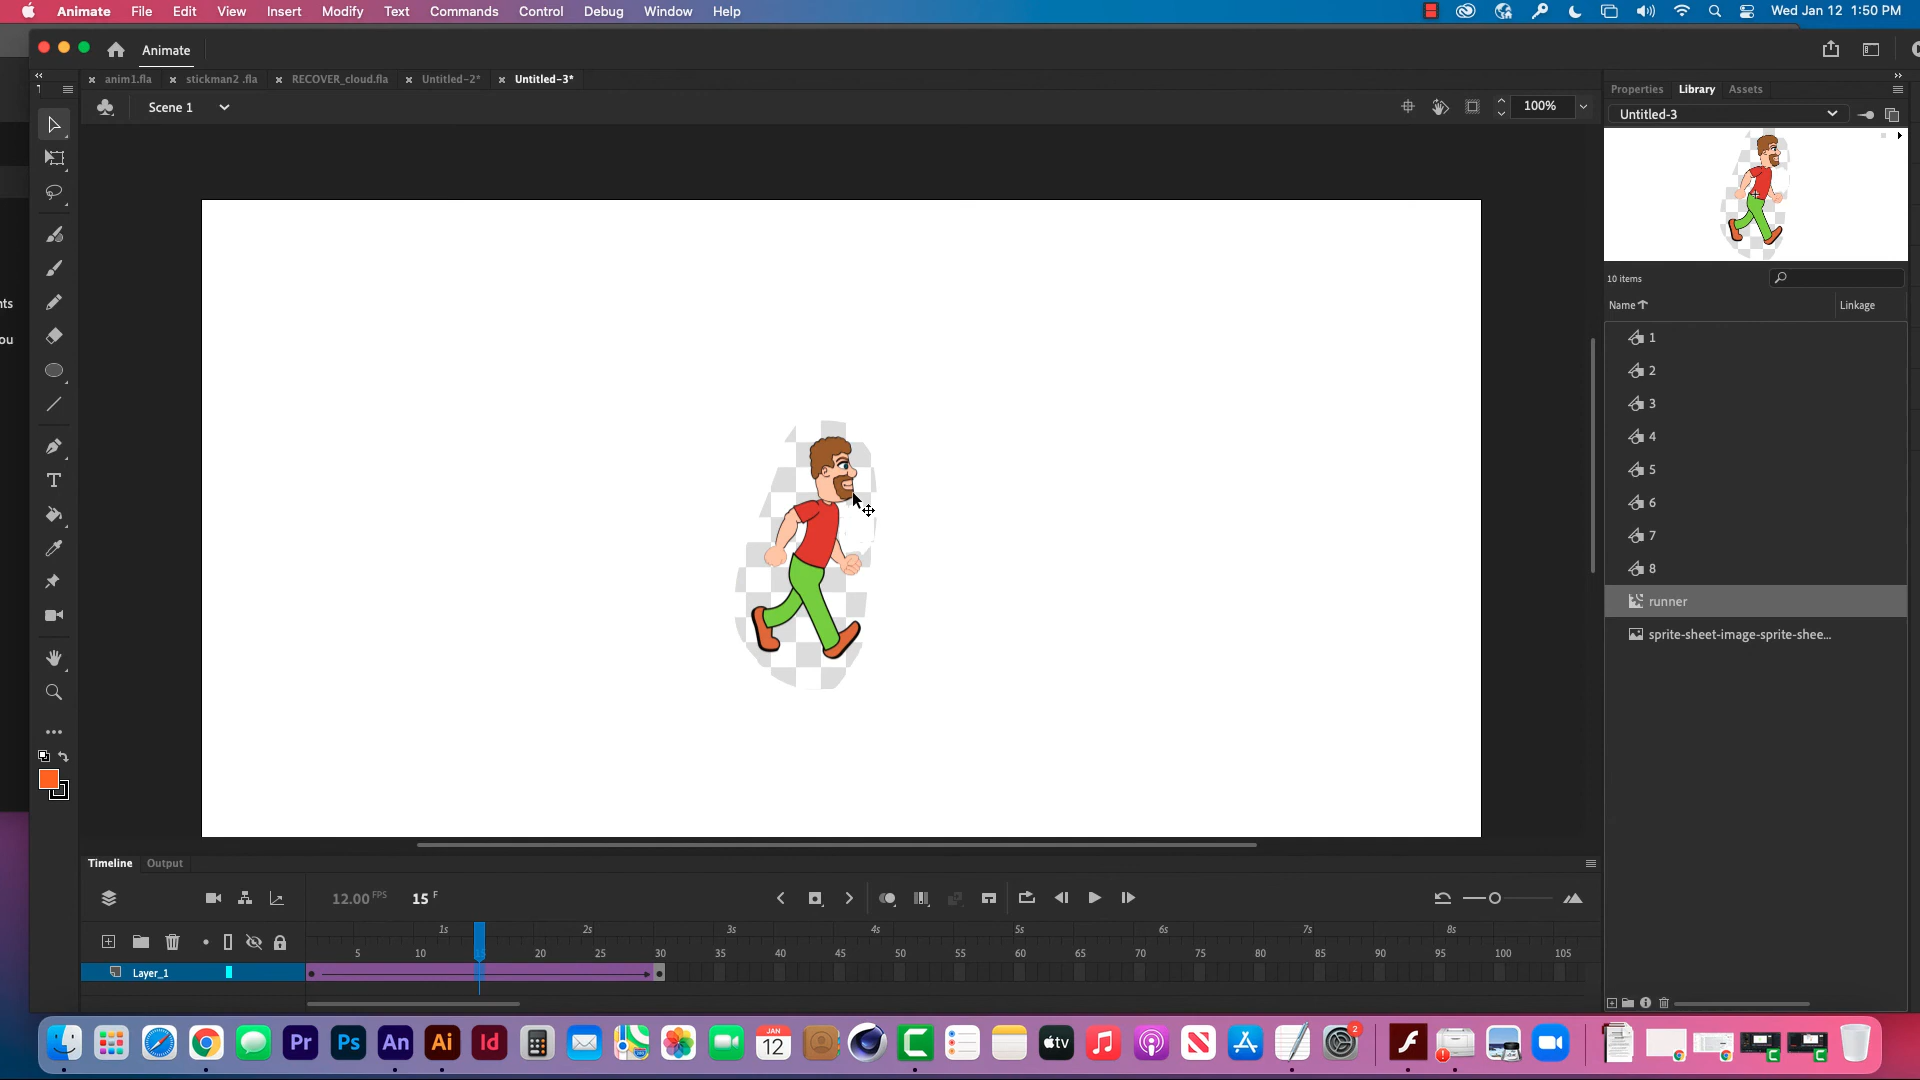 Animate File Edit View Insert Modify Text Commands Control Debug Window Help
Wed Jan 12 1:50 PM
Animate
anim1.fla stickman2 .fla RECOVER_cloud.fla Untitled-2* Untitled-3*
Scene 1
100%
Properties Library Assets
Untitled-3
10 items
Name Linkage
1
2
3
4
5
6
7
8
runner
sprite-sheet-image-sprite-shee...
nts
ou
T
Timeline Output
12.00 FPS 15 F
1s 2s 3s 4s 5s 6s 7s 8s
5 10 15 20 25 30 35 40 45 50 55 60 65 70 75 80 85 90 95 100 105
Layer_1
Pr Ps An Ai Id
JAN
12
tv
2